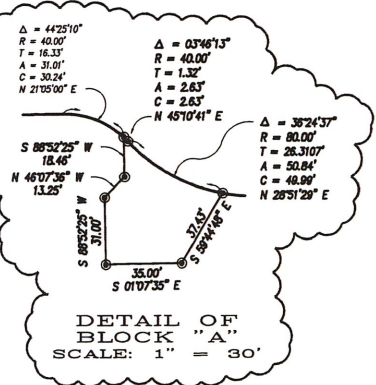 Δ = 44°25'10"
R = 40.00'
T = 16.33'
A = 31.01'
C = 30.24'
N 21°05'00" E
Δ = 03°46'13"
R = 40.00'
T = 1.32'
A = 2.63'
C = 2.63'
N 45°10'41" E
Δ = 36°24'37"
R = 80.00'
T = 26.3107'
A = 50.84'
C = 49.99'
N 28°51'29" E
S 88°52'25" W
18.46'
N 46°07'36" W
13.25'
S 88°52'25" W
31.00'
37.43'
S 59°44'48" E
35.00'
S 01°07'35" E
DETAIL OF
BLOCK "A"
SCALE: 1" = 30'